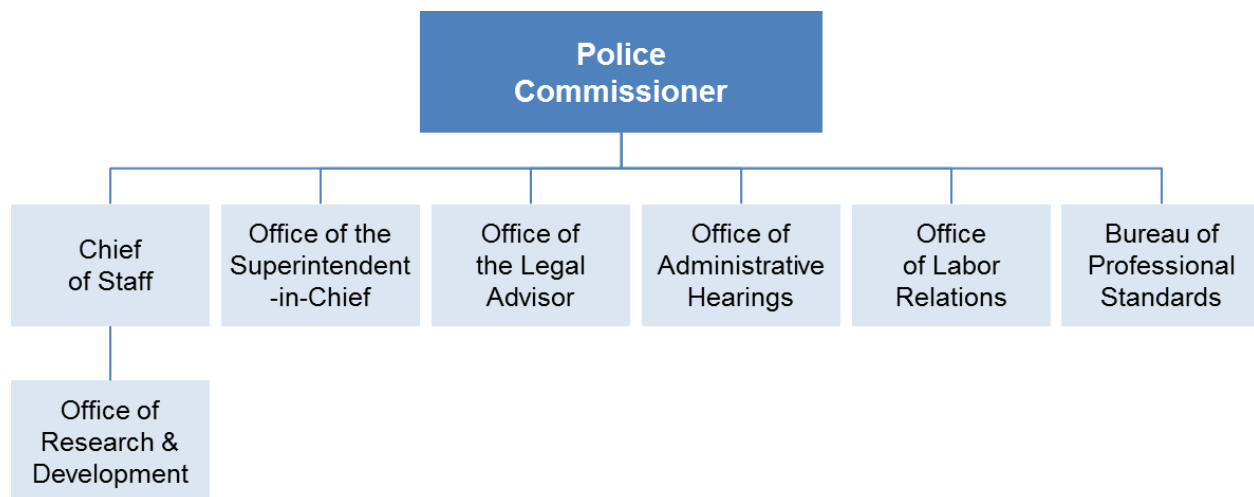 Police
Commissioner
Chief
of Staff
Office of the
Superintendent
-in-Chief
Office of
the Legal
Advisor
Office of
Administrative
Hearings
Office
of Labor
Relations
Bureau of
Professional
Standards
Office of
Research &
Development